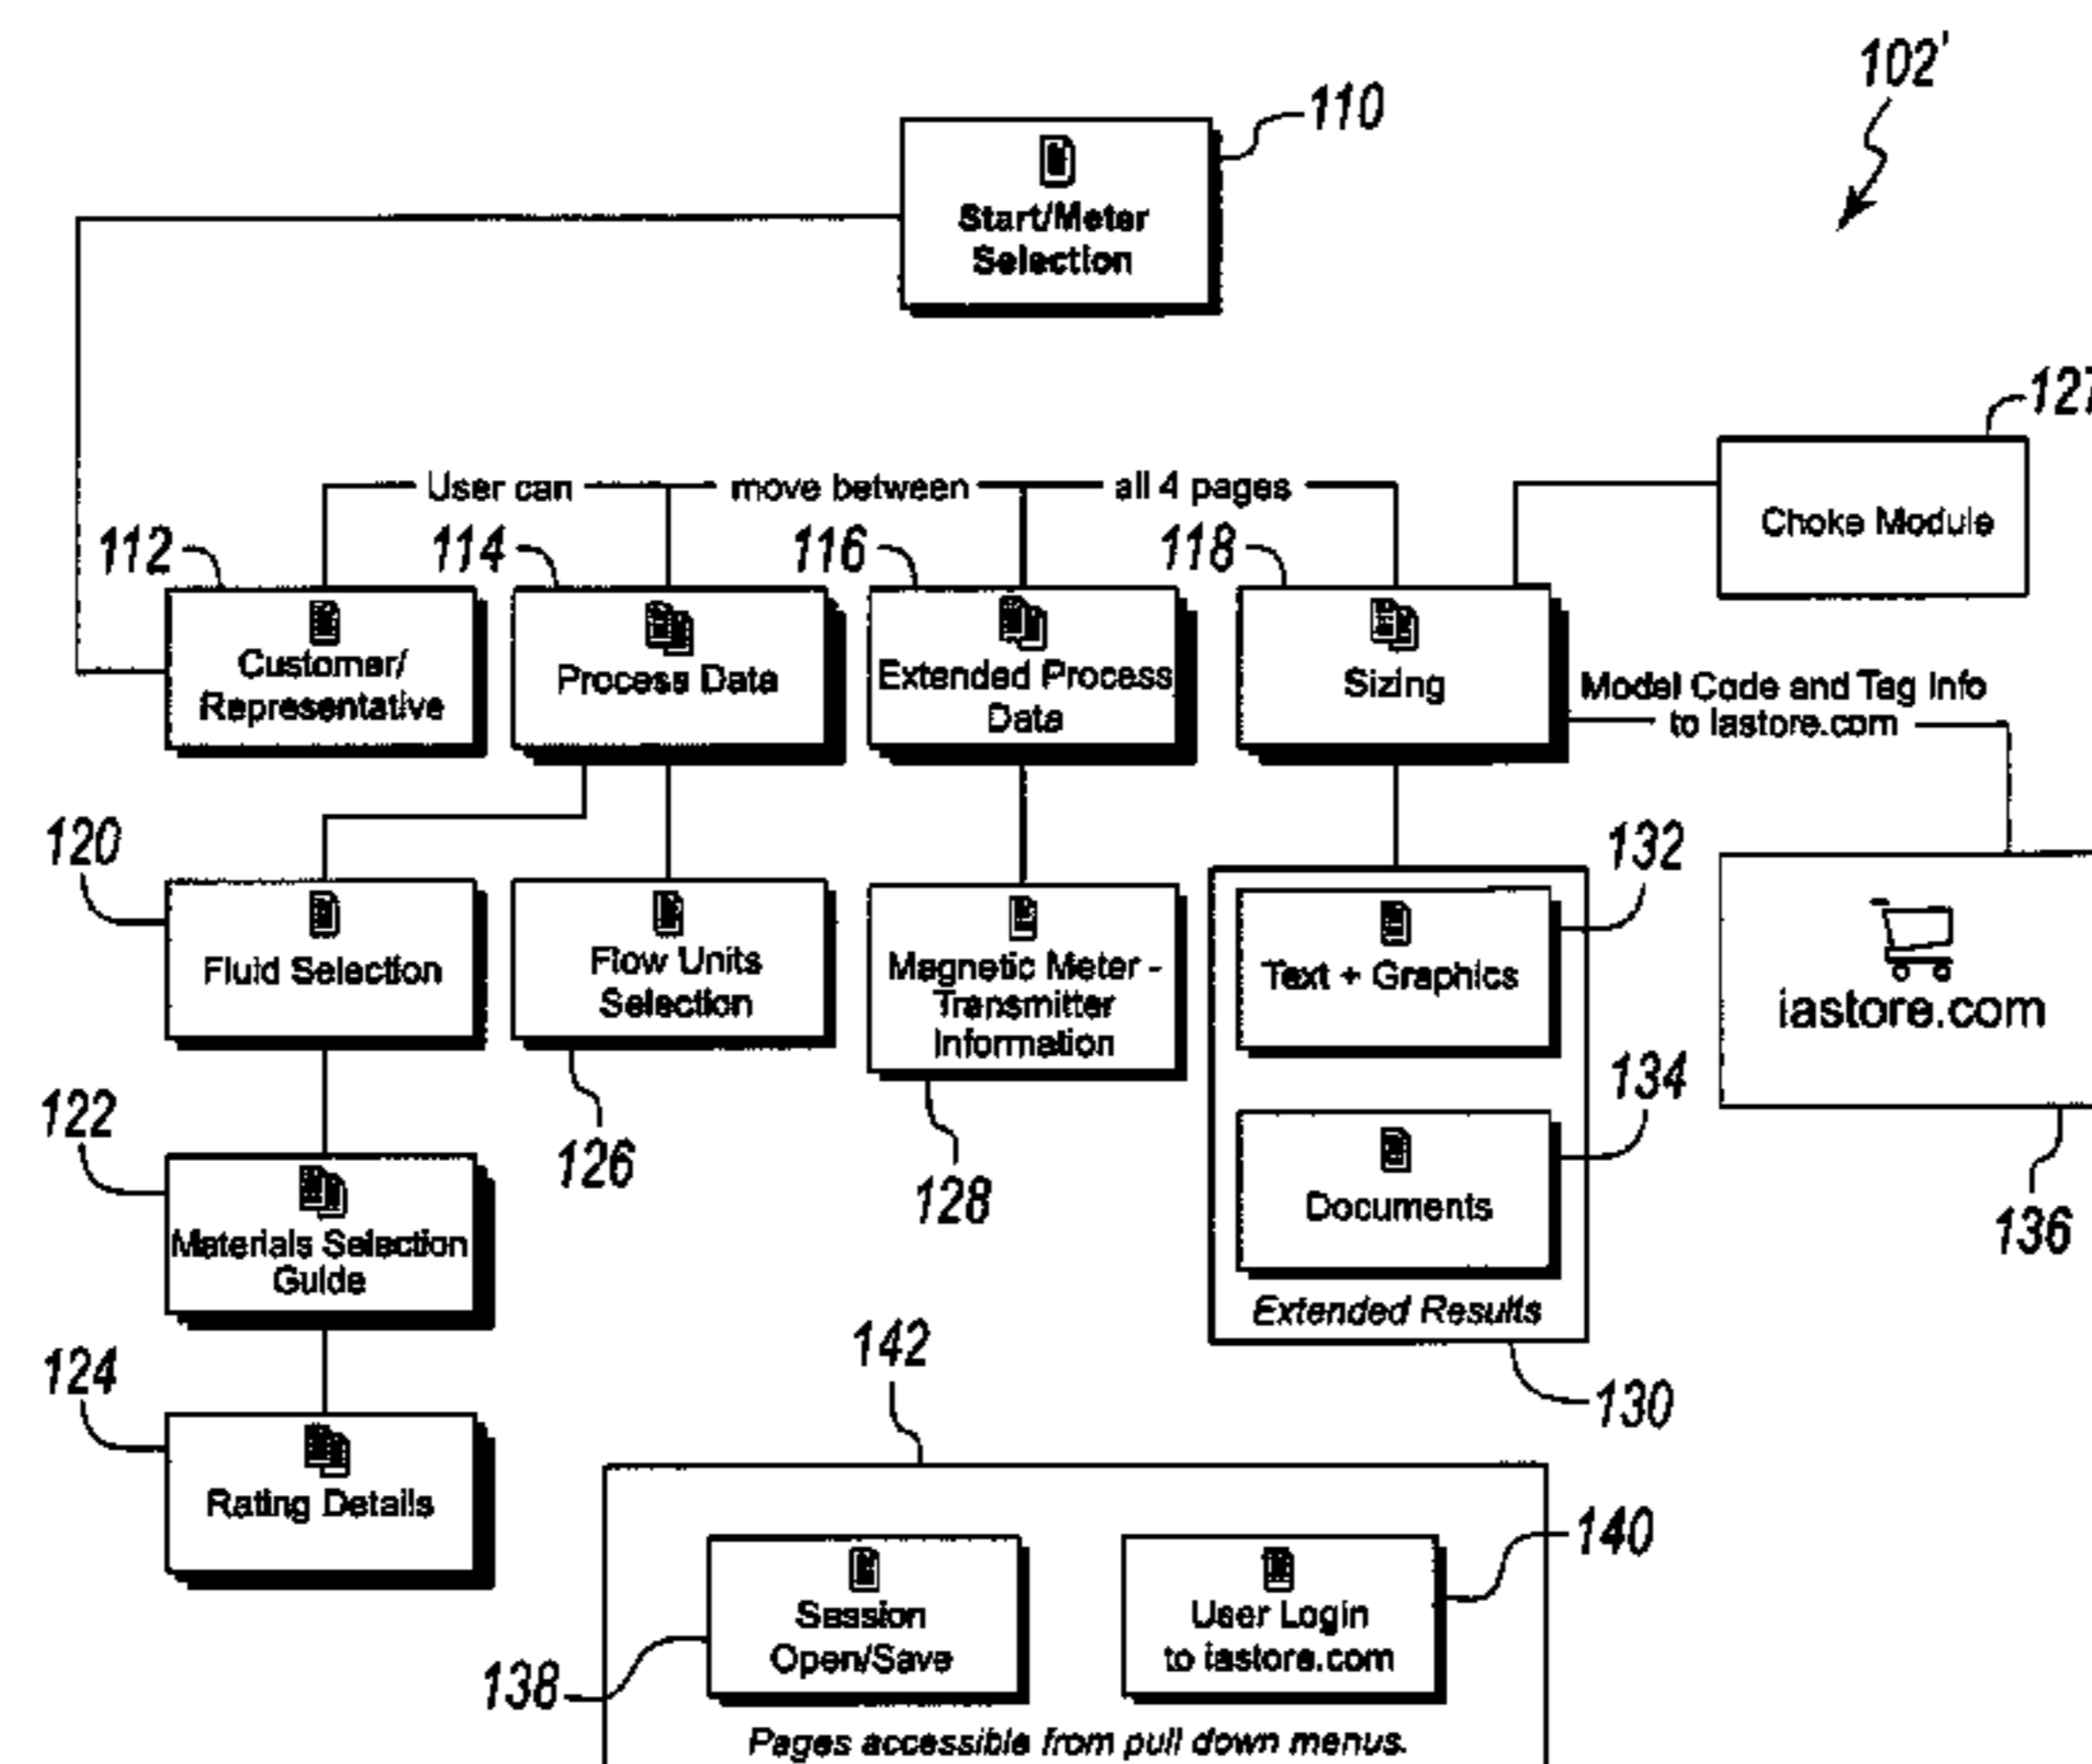 102'
110
Start/Meter
Selection
127
Choke Module
User can move between all 4 pages
112
114
116
118
Customer/
Representative
Process Data
Extended Process
Data
Sizing
Model Code and Tag Info
to iastore.com
120
Fluid Selection
Flow Units
Selection
126
Magnetic Meter -
Transmitter
Information
128
132
Text + Graphics
134
Documents
Extended Results
130
iastore.com
136
122
Materials Selection
Guide
124
Rating Details
142
138
Session
Open/Save
140
User Login
to iastore.com
Pages accessible from pull down menus.